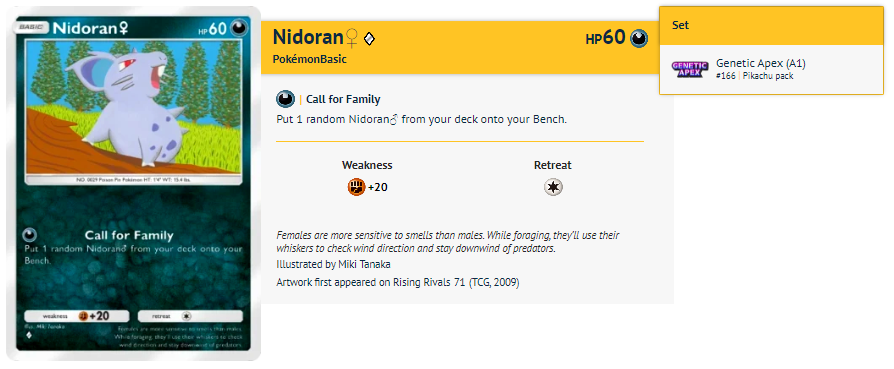 BASIC Nidoran♀ HP60
NO. 0029 Poison Pin Pokémon HT: 1'4" WT: 15.4 lbs.
Call for Family
Put 1 random Nidoran♂ from your deck onto your
Bench.
weakness +20 retreat
Illus. Miki Tanaka
Females are more sensitive to smells than males.
While foraging, they'll use their whiskers to check
wind direction and stay downwind of predators.
Nidoran♀ ◊ HP60
PokémonBasic
| Call for Family
Put 1 random Nidoran♂ from your deck onto your Bench.
Weakness Retreat
+20
Females are more sensitive to smells than males. While foraging, they'll use their
whiskers to check wind direction and stay downwind of predators.
Illustrated by Miki Tanaka
Artwork first appeared on Rising Rivals 71 (TCG, 2009)
Set
GENETIC
APEX
Genetic Apex (A1)
#166 | Pikachu pack